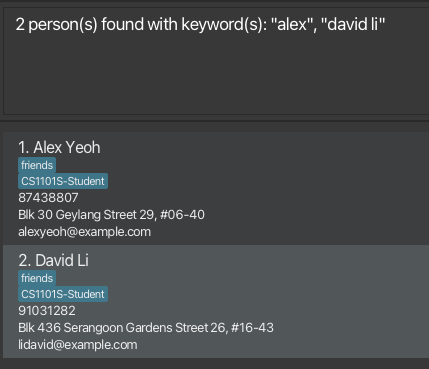 2 person(s) found with keyword(s): "alex", "david li"
1. Alex Yeoh
friends
CS1101S-Student
87438807
Blk 30 Geylang Street 29, #06-40
alexyeoh@example.com
2. David Li
friends
CS1101S-Student
91031282
Blk 436 Serangoon Gardens Street 26, #16-43
lidavid@example.com